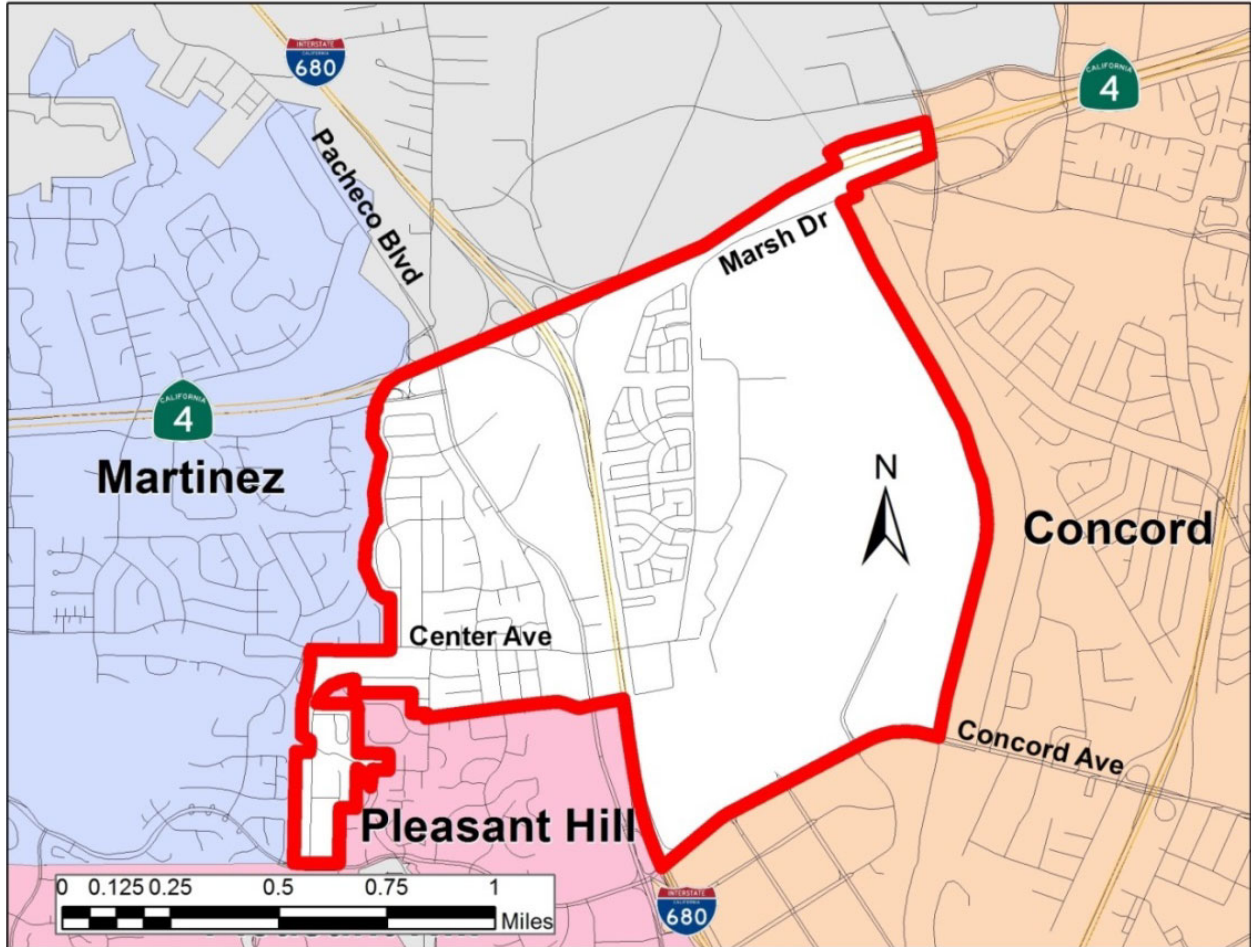 INTERSTATE
CALIFORNIA
680
CALIFORNIA
4
Pacheco Blvd
Marsh Dr
CALIFORNIA
4
Martinez
N
Concord
Center Ave
Concord Ave
Pleasant Hill
0 0.125 0.25 0.5 0.75 1
Miles
INTERSTATE
CALIFORNIA
680